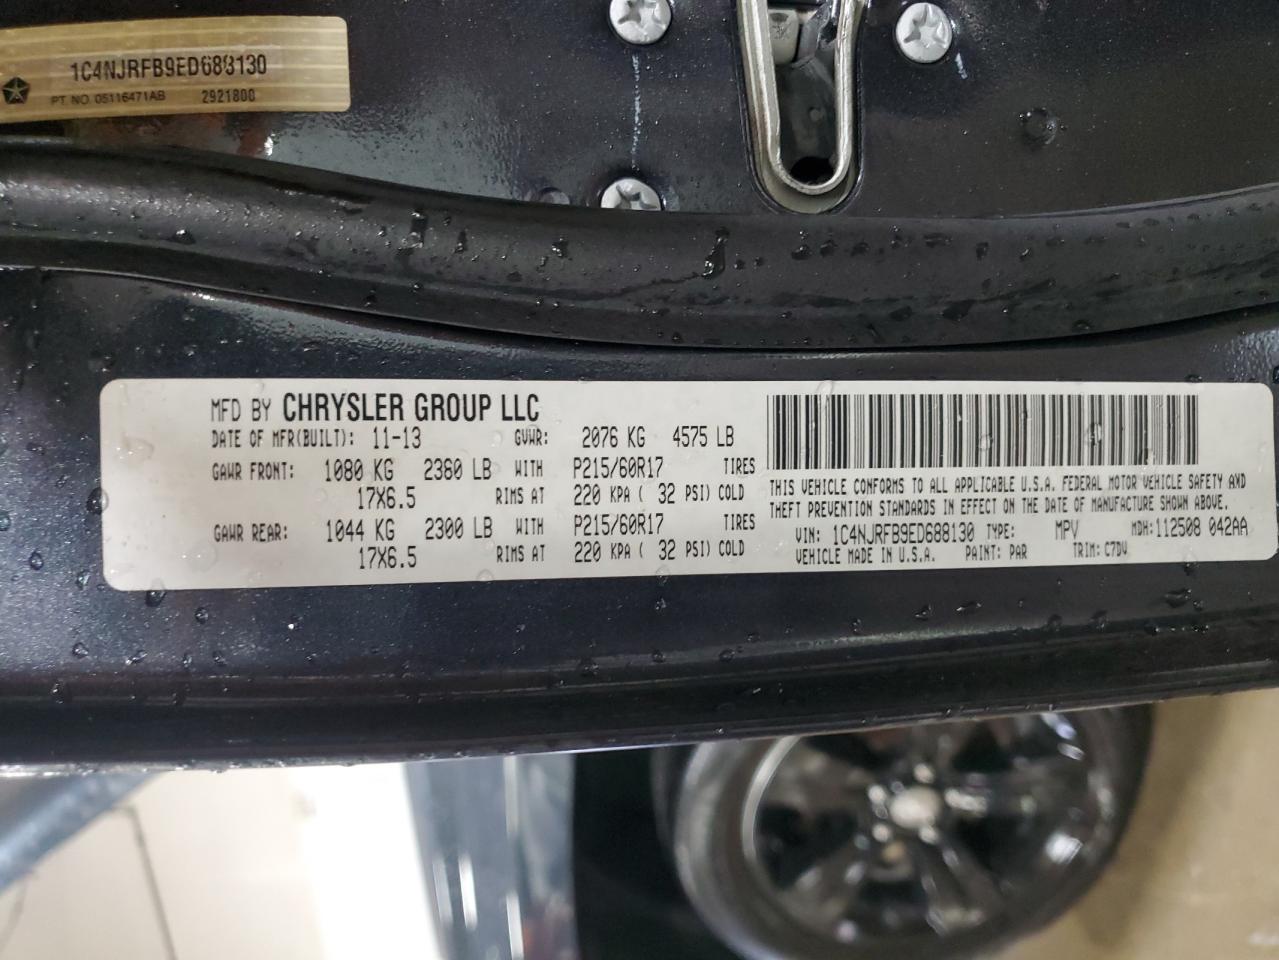 1C4NJRFB9ED688130
PT NO. 05116471AB 2921800
MFD BY CHRYSLER GROUP LLC
DATE OF MFR(BUILT): 11-13 GVWR: 2076 KG 4575 LB
GAWR FRONT: 1080 KG 2360 LB WITH P215/60R17 TIRES
17X6.5 RIMS AT 220 KPA ( 32 PSI) COLD
GAWR REAR: 1044 KG 2300 LB WITH P215/60R17 TIRES
17X6.5 RIMS AT 220 KPA ( 32 PSI) COLD
THIS VEHICLE CONFORMS TO ALL APPLICABLE U.S.A. FEDERAL MOTOR VEHICLE SAFETY AND
THEFT PREVENTION STANDARDS IN EFFECT ON THE DATE OF MANUFACTURE SHOWN ABOVE.
VIN: 1C4NJRFB9ED688130 TYPE: MPV MDH:112508 042AA
VEHICLE MADE IN U.S.A. PAINT: PAR TRIM: C7DV